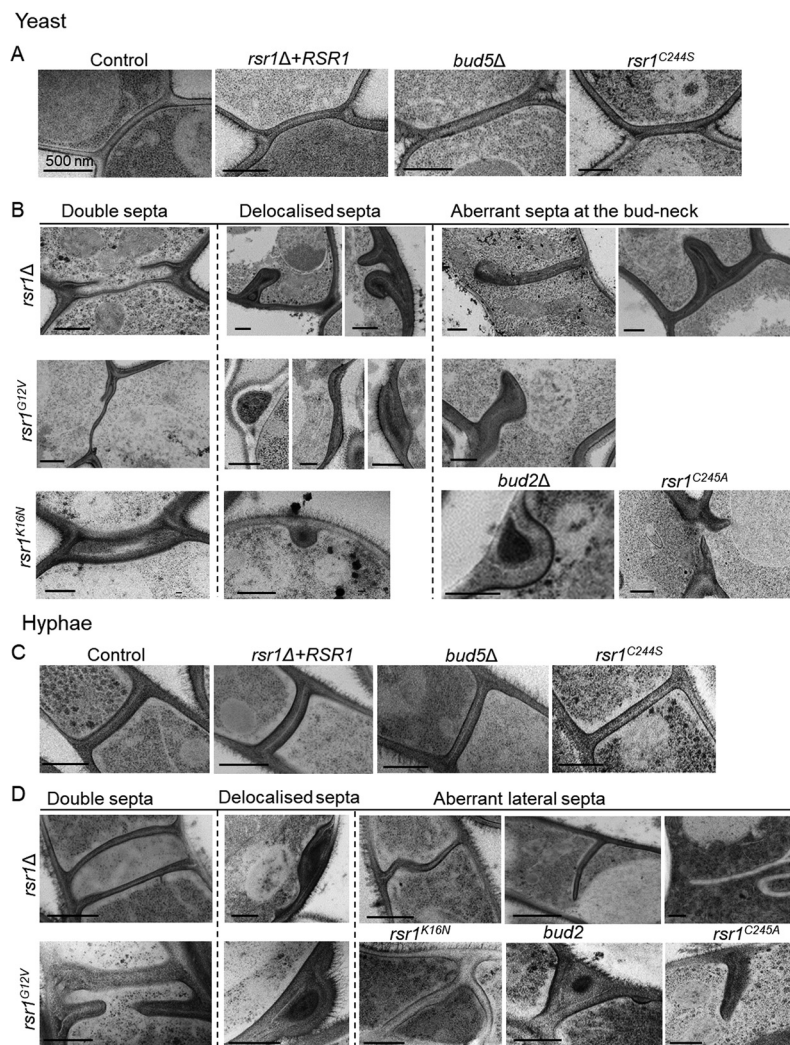 Yeast
A
Control rsr1Δ+RSR1 bud5Δ rsr1C244S
500 nm
B
Double septa Delocalised septa Aberrant septa at the bud-neck
rsr1Δ
rsr1G12V
bud2Δ rsr1C245A
rsr1K16N
Hyphae
C
Control rsr1Δ+RSR1 bud5Δ rsr1C244S
D
Double septa Delocalised septa Aberrant lateral septa
rsr1Δ
rsr1K16N bud2 rsr1C245A
rsr1G12V